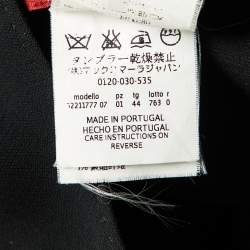 タンブラー乾燥禁止
㈱マックスマーラジャパン
0120-030-535
modello pz tg lotto r
52211777 07 01 44 763 0
MADE IN PORTUGAL
HECHO EN PORTUGAL
CARE INSTRUCTIONS ON
REVERSE